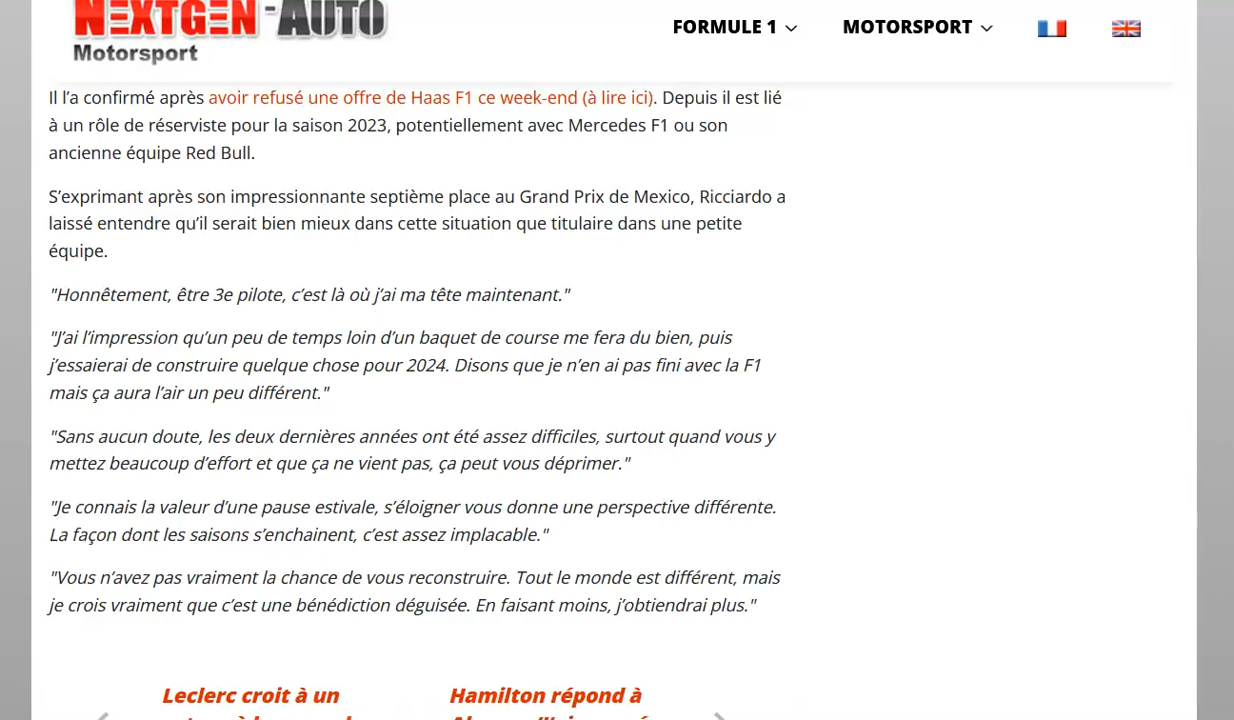 NEXTGEN-AUTO
Motorsport
FORMULE 1
MOTORSPORT
Il l’a confirmé après avoir refusé une offre de Haas F1 ce week-end (à lire ici). Depuis il est lié
à un rôle de réserviste pour la saison 2023, potentiellement avec Mercedes F1 ou son
ancienne équipe Red Bull.
S’exprimant après son impressionnante septième place au Grand Prix de Mexico, Ricciardo a
laissé entendre qu’il serait bien mieux dans cette situation que titulaire dans une petite
équipe.
"Honnêtement, être 3e pilote, c’est là où j’ai ma tête maintenant."
"J’ai l’impression qu’un peu de temps loin d’un baquet de course me fera du bien, puis
j’essaierai de construire quelque chose pour 2024. Disons que je n’en ai pas fini avec la F1
mais ça aura l’air un peu différent."
"Sans aucun doute, les deux dernières années ont été assez difficiles, surtout quand vous y
mettez beaucoup d’effort et que ça ne vient pas, ça peut vous déprimer."
"Je connais la valeur d’une pause estivale, s’éloigner vous donne une perspective différente.
La façon dont les saisons s’enchainent, c’est assez implacable."
"Vous n’avez pas vraiment la chance de vous reconstruire. Tout le monde est différent, mais
je crois vraiment que c’est une bénédiction déguisée. En faisant moins, j’obtiendrai plus."
Leclerc croit à un
Hamilton répond à